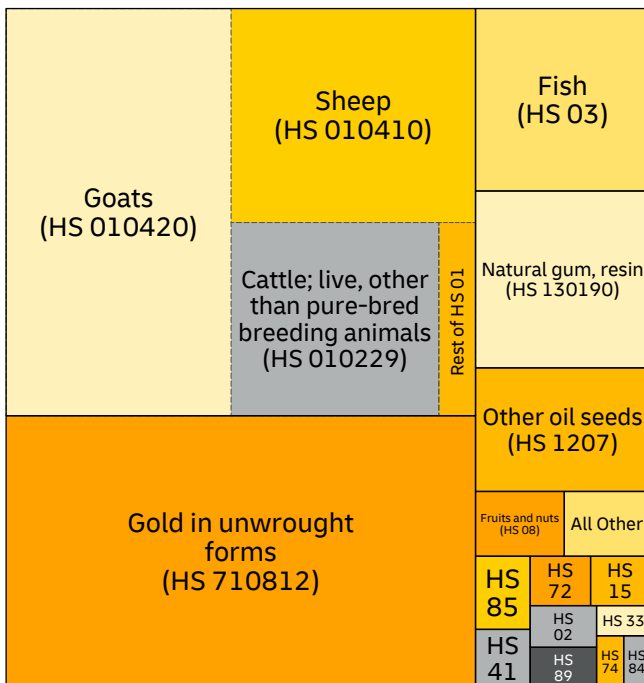 Goats
(HS 010420)
Sheep
(HS 010410)
Cattle; live, other
than pure-bred
breeding animals
(HS 010229)
Rest of HS 01
Gold in unwrought
forms
(HS 710812)
Fish
(HS 03)
Natural gum, resin
(HS 130190)
Other oil seeds
(HS 1207)
Fruits and nuts
(HS 08)
All Other
HS
85
HS
72
HS
15
HS
02
HS 33
HS
41
HS
89
HS
74
HS
84